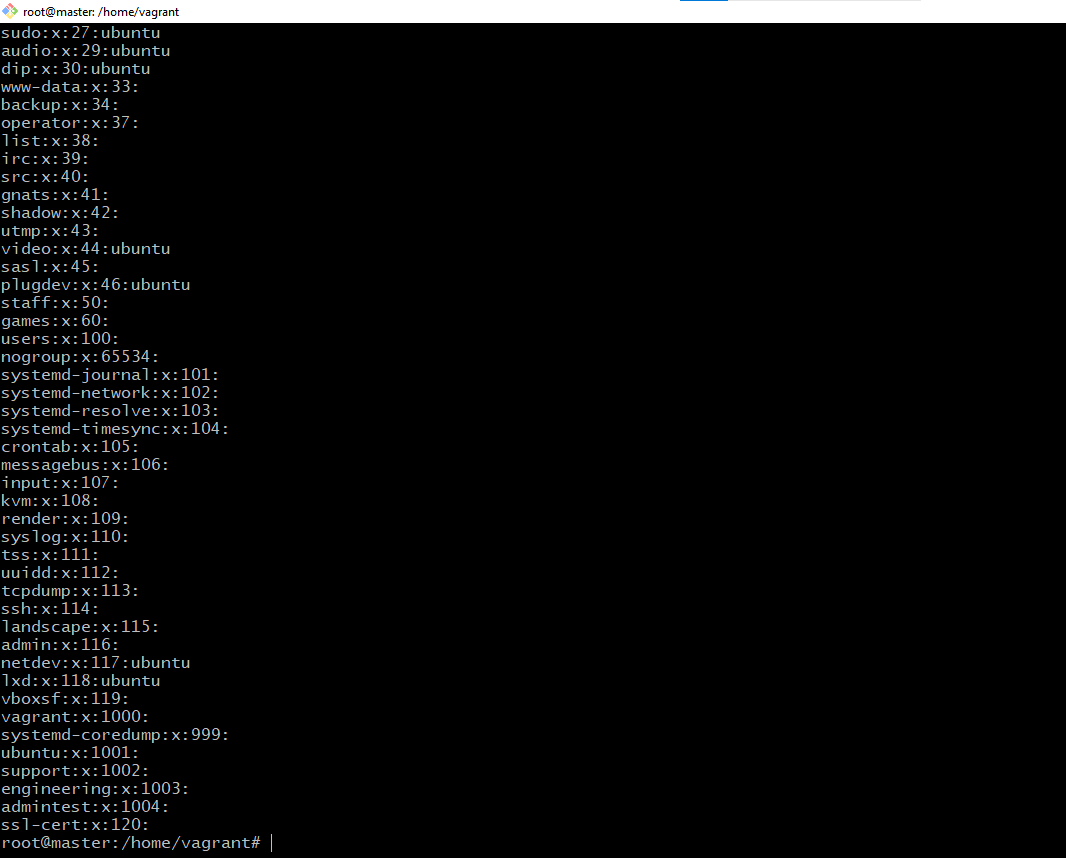 root@master: /home/vagrant
sudo:x:27:ubuntu
audio:x:29:ubuntu
dip:x:30:ubuntu
www-data:x:33:
backup:x:34:
operator:x:37:
list:x:38:
irc:x:39:
src:x:40:
gnats:x:41:
shadow:x:42:
utmp:x:43:
video:x:44:ubuntu
sasl:x:45:
plugdev:x:46:ubuntu
staff:x:50:
games:x:60:
users:x:100:
nogroup:x:65534:
systemd-journal:x:101:
systemd-network:x:102:
systemd-resolve:x:103:
systemd-timesync:x:104:
crontab:x:105:
messagebus:x:106:
input:x:107:
kvm:x:108:
render:x:109:
syslog:x:110:
tss:x:111:
uuidd:x:112:
tcpdump:x:113:
ssh:x:114:
landscape:x:115:
admin:x:116:
netdev:x:117:ubuntu
lxd:x:118:ubuntu
vboxsf:x:119:
vagrant:x:1000:
systemd-coredump:x:999:
ubuntu:x:1001:
support:x:1002:
engineering:x:1003:
admintest:x:1004:
ssl-cert:x:120:
root@master:/home/vagrant#